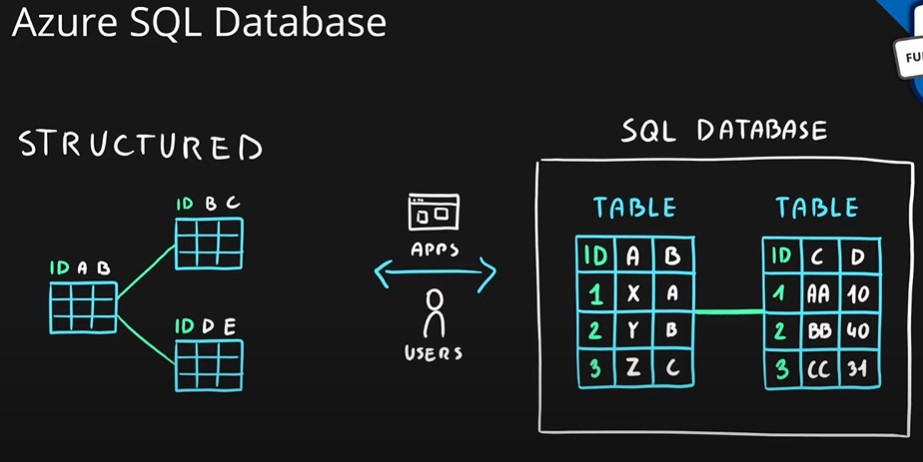 Azure SQL Database
FU
STRUCTURED
ID B C
ID A B
ID D E
APPS
USERS
SQL DATABASE
TABLE
ID A B
1 X A
2 Y B
3 Z C
TABLE
ID C D
1 AA 10
2 BB 40
3 CC 31